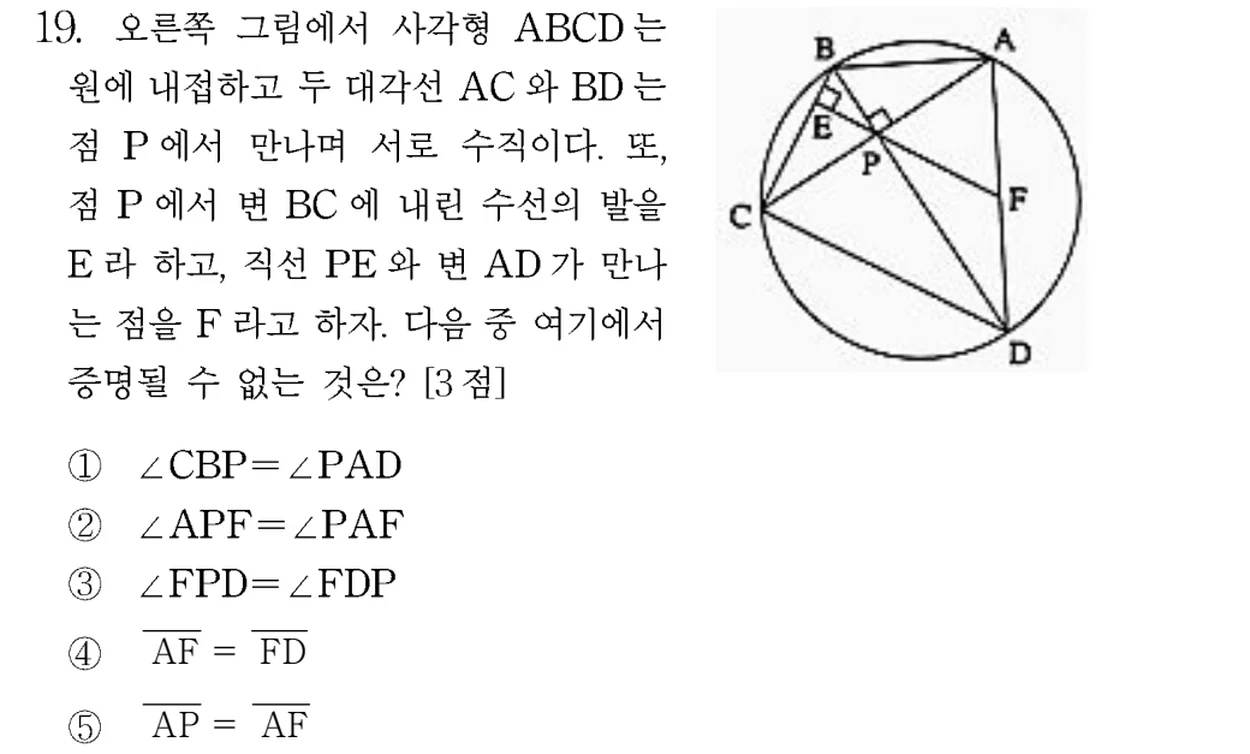 19. 오른쪽 그림에서 사각형 ABCD는
원에 내접하고 두 대각선 AC와 BD는
점 P에서 만나며 서로 수직이다. 또,
점 P에서 변 BC에 내린 수선의 발을
E라 하고, 직선 PE와 변 AD가 만나
는 점을 F라고 하자. 다음 중 여기에서
증명될 수 없는 것은? [3점]
① ∠CBP=∠PAD
② ∠APF=∠PAF
③ ∠FPD=∠FDP
④ \overline{AF} = \overline{FD}
⑤ \overline{AP} = \overline{AF}
B
A
E
P
F
C
D